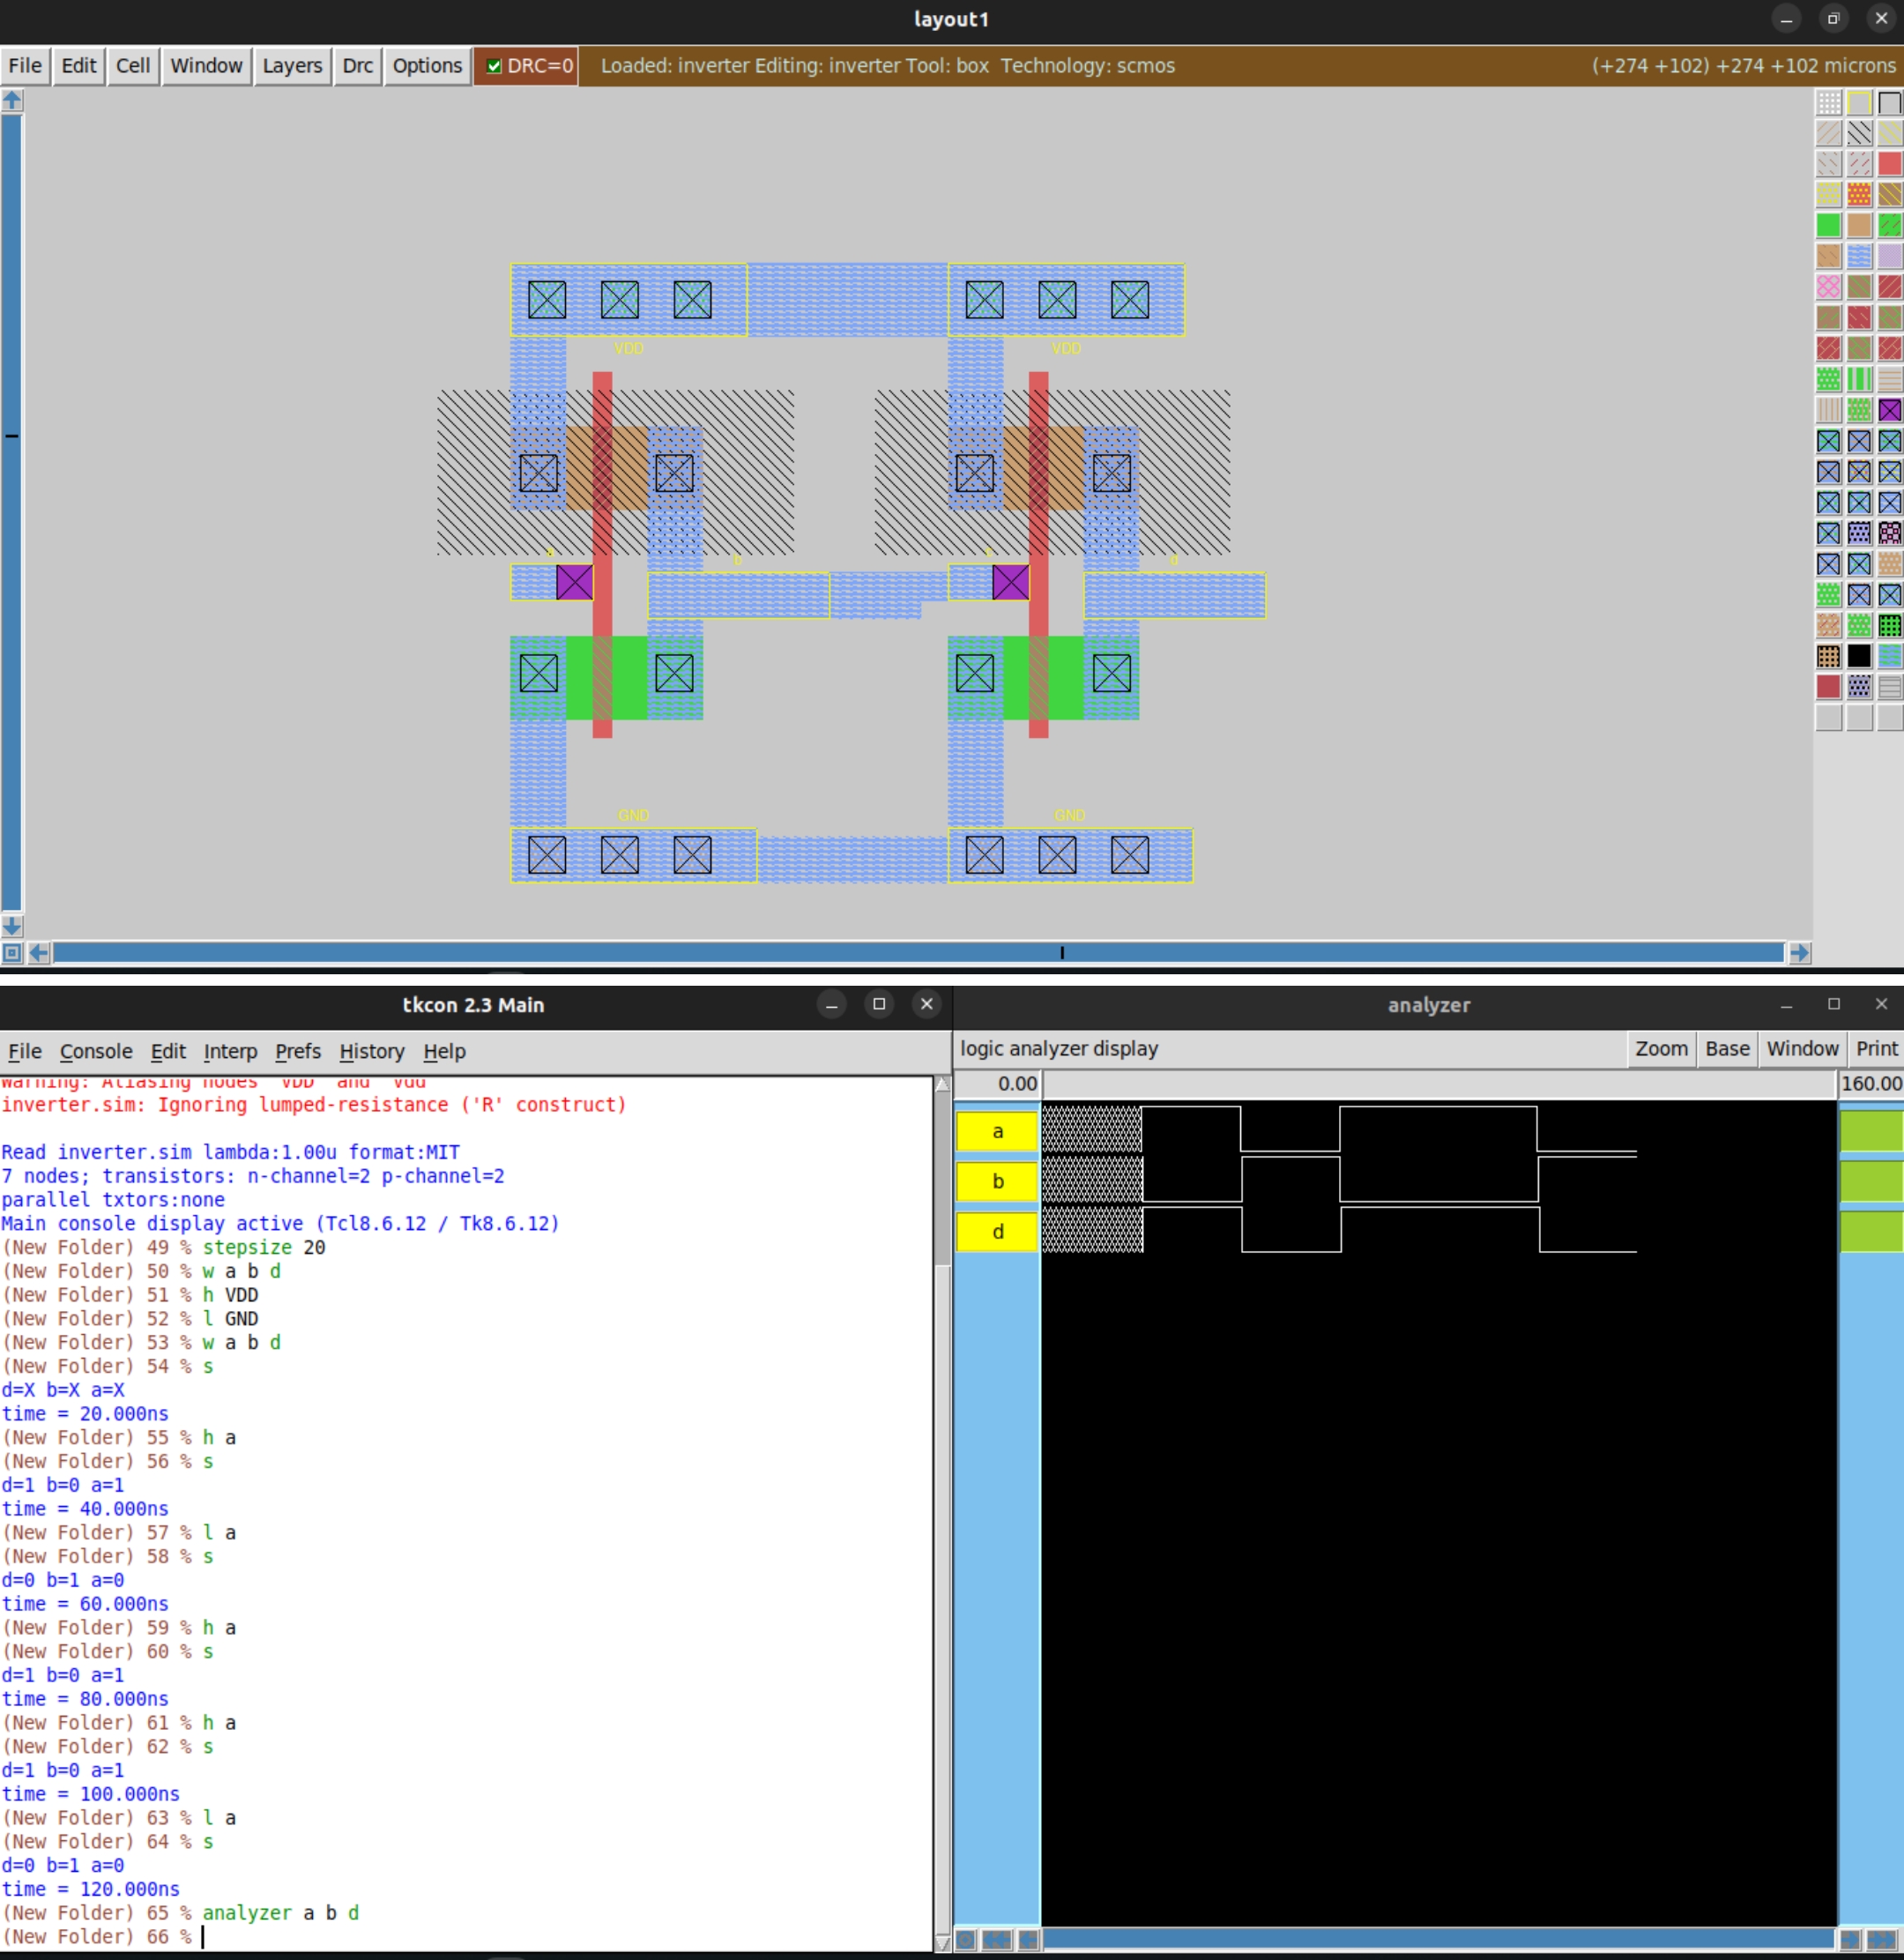 layout1
File Edit Cell Window Layers Drc Options DRC=0 Loaded: inverter Editing: inverter Tool: box Technology: scmos (+274 +102) +274 +102 microns
VDD VDD
a b c d
GND GND
tkcon 2.3 Main
File Console Edit Interp Prefs History Help
Warning: Aliasing nodes 'VDD' and 'Vdd'
inverter.sim: Ignoring lumped-resistance ('R' construct)
Read inverter.sim lambda:1.00u format:MIT
7 nodes; transistors: n-channel=2 p-channel=2
parallel txtors:none
Main console display active (Tcl8.6.12 / Tk8.6.12)
(New Folder) 49 % stepsize 20
(New Folder) 50 % w a b d
(New Folder) 51 % h VDD
(New Folder) 52 % l GND
(New Folder) 53 % w a b d
(New Folder) 54 % s
d=X b=X a=X
time = 20.000ns
(New Folder) 55 % h a
(New Folder) 56 % s
d=1 b=0 a=1
time = 40.000ns
(New Folder) 57 % l a
(New Folder) 58 % s
d=0 b=1 a=0
time = 60.000ns
(New Folder) 59 % h a
(New Folder) 60 % s
d=1 b=0 a=1
time = 80.000ns
(New Folder) 61 % h a
(New Folder) 62 % s
d=1 b=0 a=1
time = 100.000ns
(New Folder) 63 % l a
(New Folder) 64 % s
d=0 b=1 a=0
time = 120.000ns
(New Folder) 65 % analyzer a b d
(New Folder) 66 %
analyzer
logic analyzer display Zoom Base Window Print
0.00 160.00
a
b
d